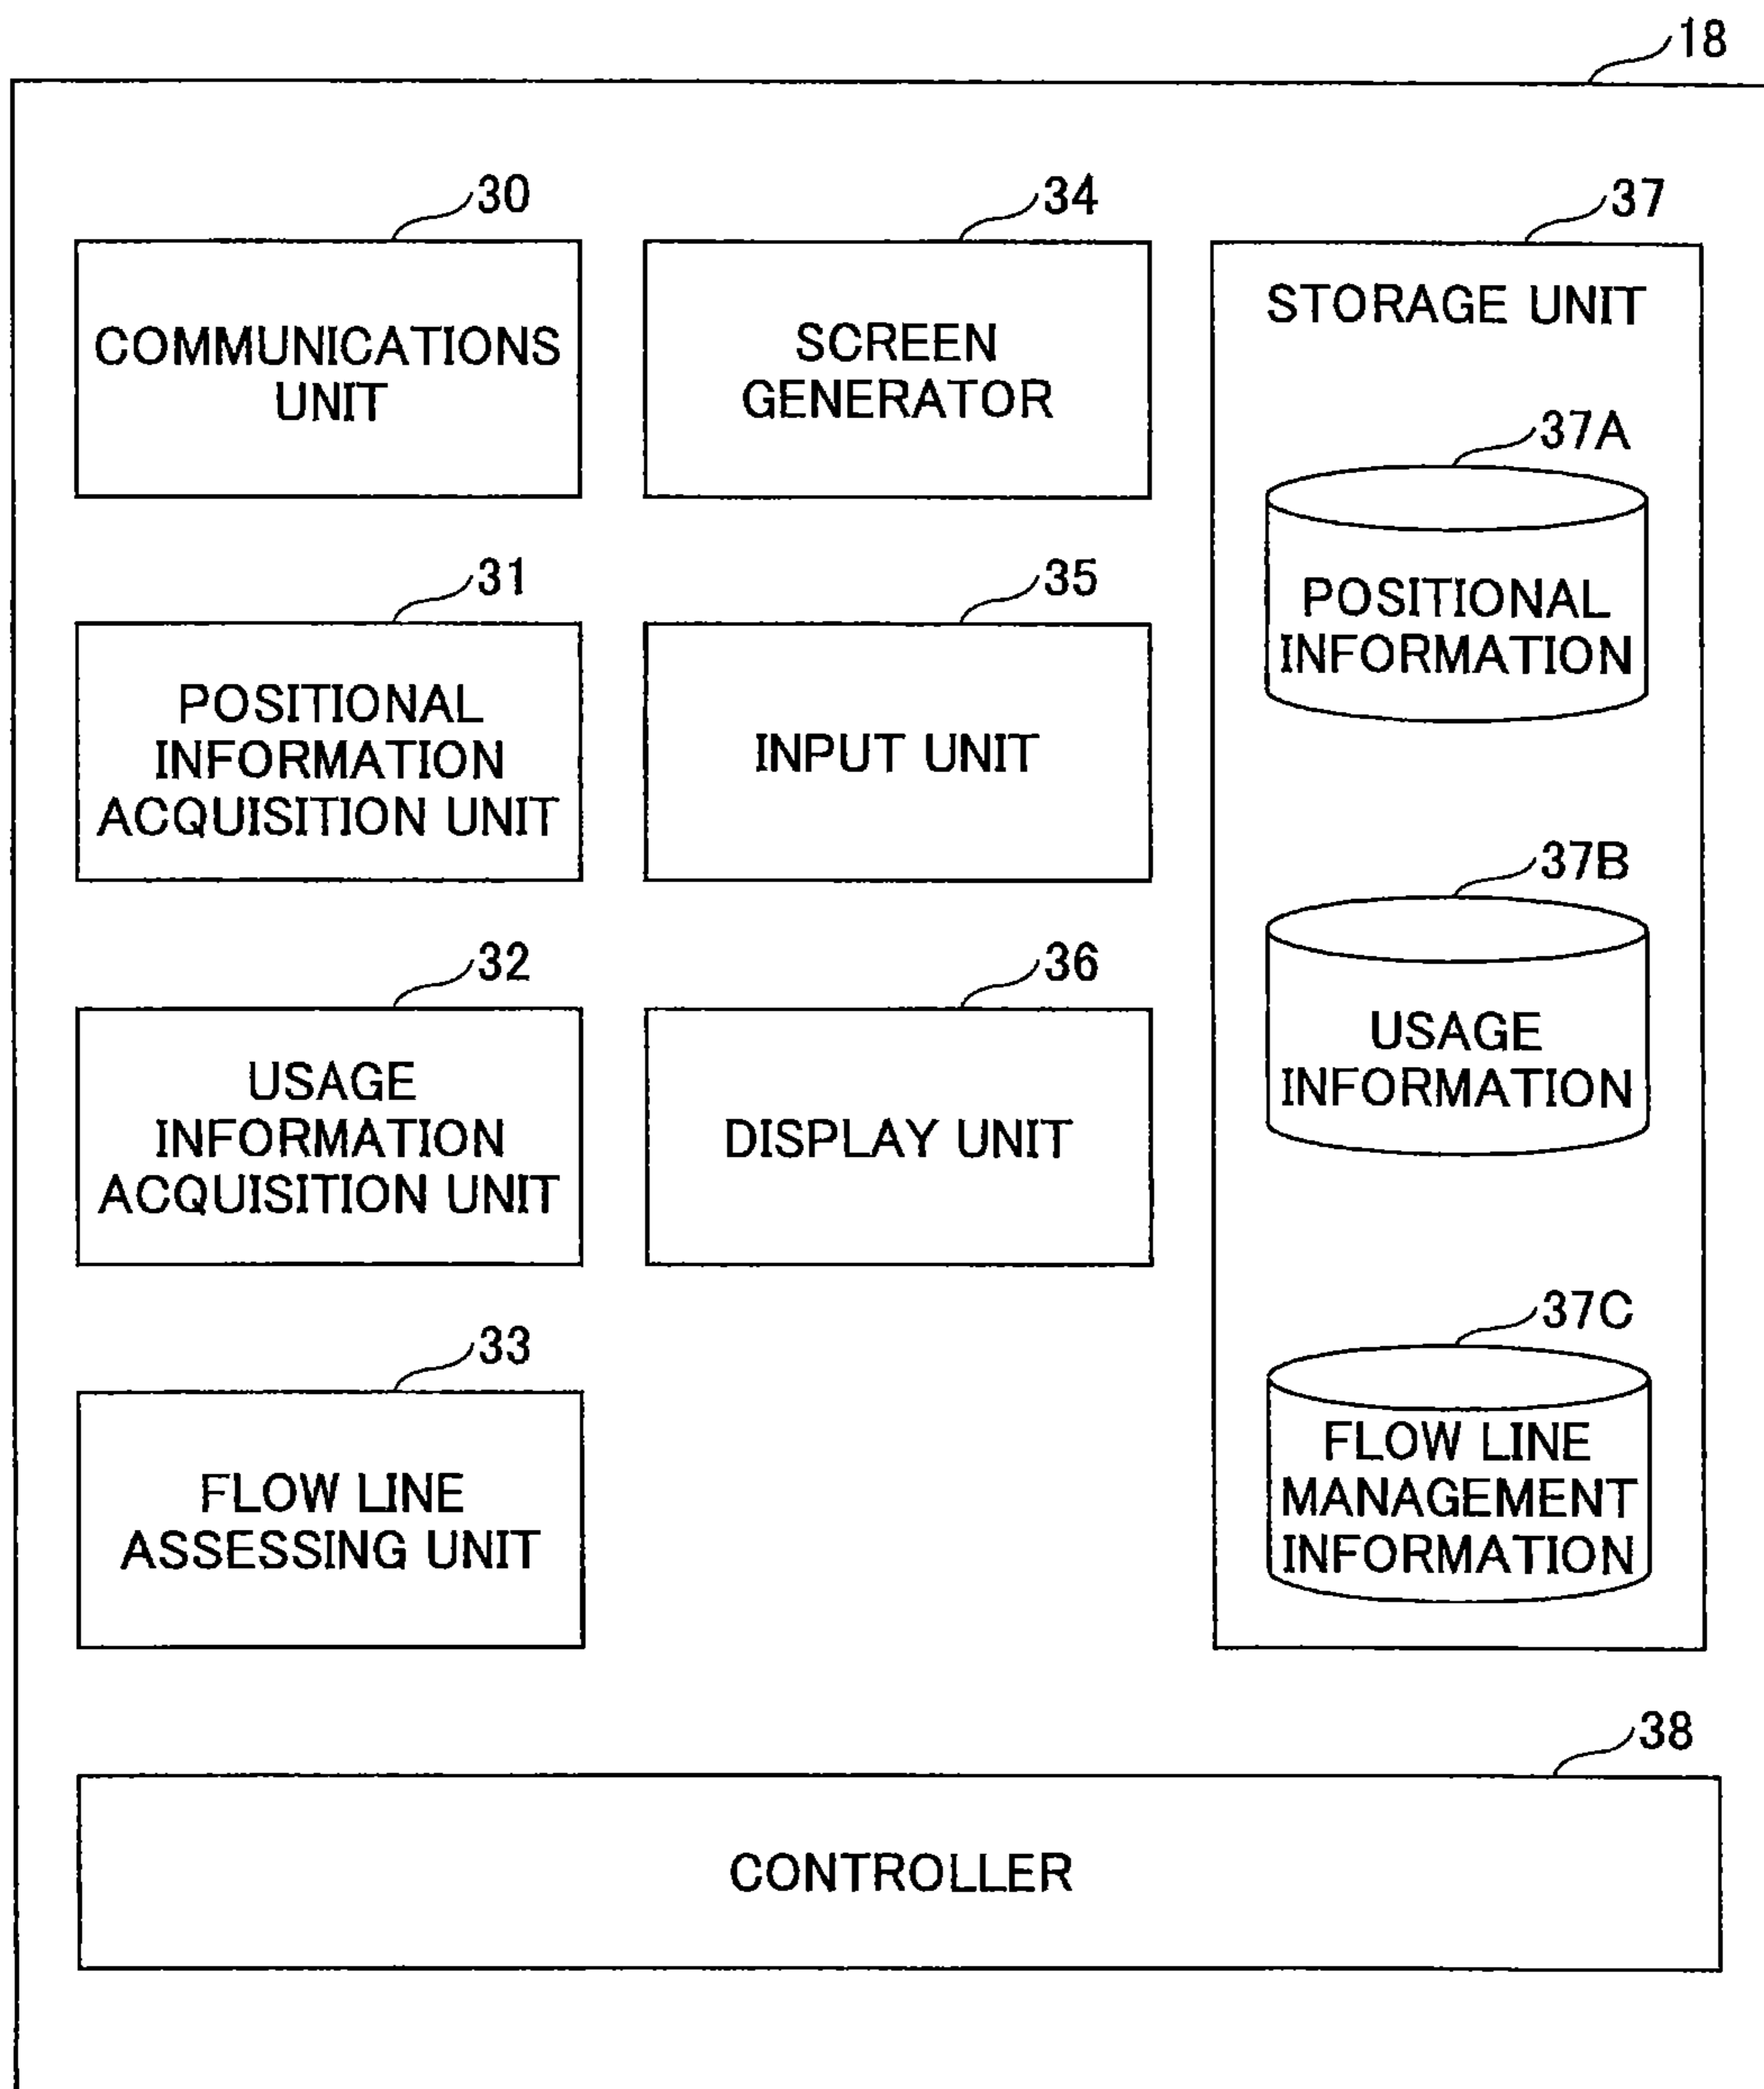 18
30
COMMUNICATIONS
UNIT
31
POSITIONAL
INFORMATION
ACQUISITION UNIT
32
USAGE
INFORMATION
ACQUISITION UNIT
33
FLOW LINE
ASSESSING UNIT
34
SCREEN
GENERATOR
35
INPUT UNIT
36
DISPLAY UNIT
37
STORAGE UNIT
37A
POSITIONAL
INFORMATION
37B
USAGE
INFORMATION
37C
FLOW LINE
MANAGEMENT
INFORMATION
38
CONTROLLER